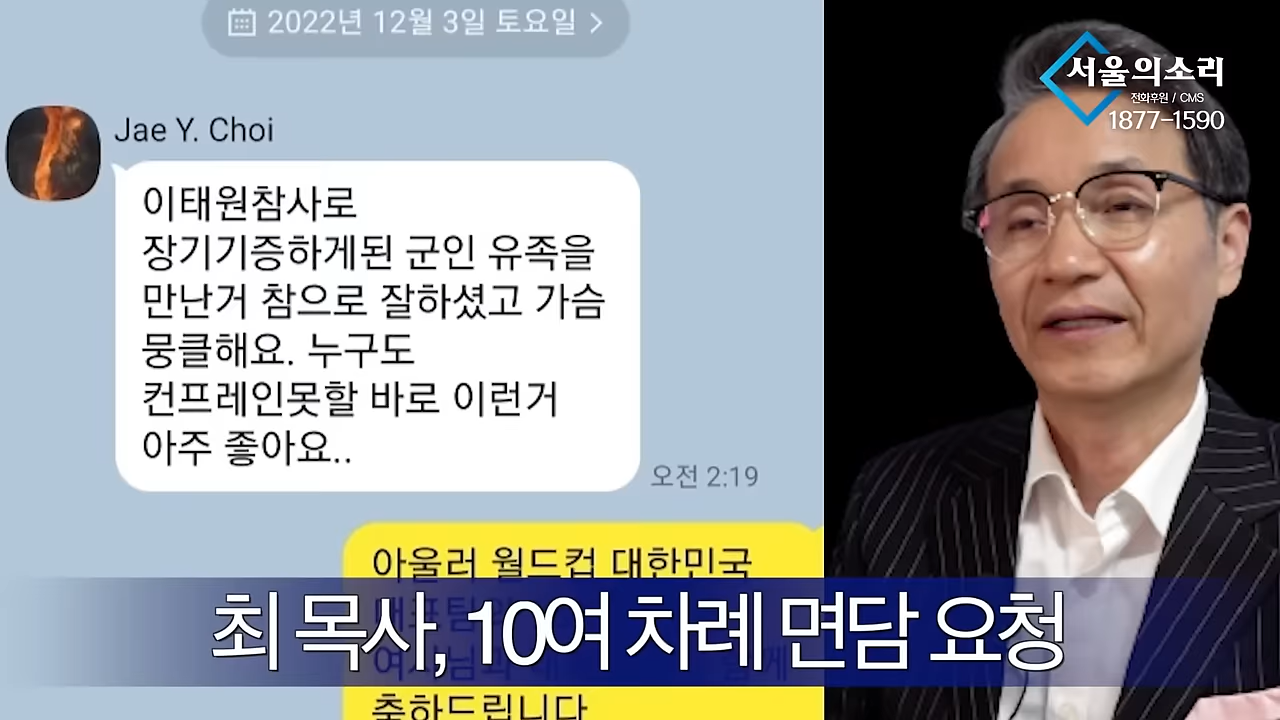 2022년 12월 3일 토요일 >
서울의소리
전화후원 / CMS
1877-1590
Jae Y. Choi
이태원참사로
장기기증하게된 군인 유족을
만난거 참으로 잘하셨고 가슴
뭉클해요. 누구도
컨프레인못할 바로 이런거
아주 좋아요..
오전 2:19
아울러 월드컵 대한민국
최 목사, 10여 차례 면담 요청
축하드립니다